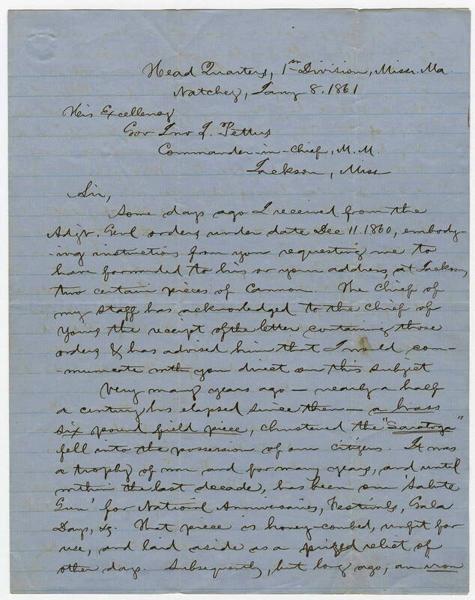 Head Quarters, 1st Division, Miss. Ma.
Natchez, Jany 8. 1861
His Excellency
Gov Jno J. Pettus
Commander-in-chief, M. M.
Jackson, Miss
Sir,
Some days ago I received from the
Adjt. Genl orders under date Dec 11. 1860, embody-
ing instructions from you requesting me to
have forwarded to his or your address at Jackson
two certain pieces of Cannon. The Chief of
my Staff has acknowledged to the Chief of
yours the receipt of the letter containing those
orders & has advised him that I would com-
municate with you direct on this subject
Very many years ago - nearly a half
a century has elapsed since then - a brass
six pound field piece, christened the "Saratoga"
fell into the possession of our citizens. It was
a trophy of war and for many years, and until
within the last decade, has been our 'Salute
Gun' for National Anniversaries, Festivals, Gala
Days, &c. That piece is honey-combed, unfit for
use, and laid aside as a relict of
other days. Subsequently, but long ago, an iron